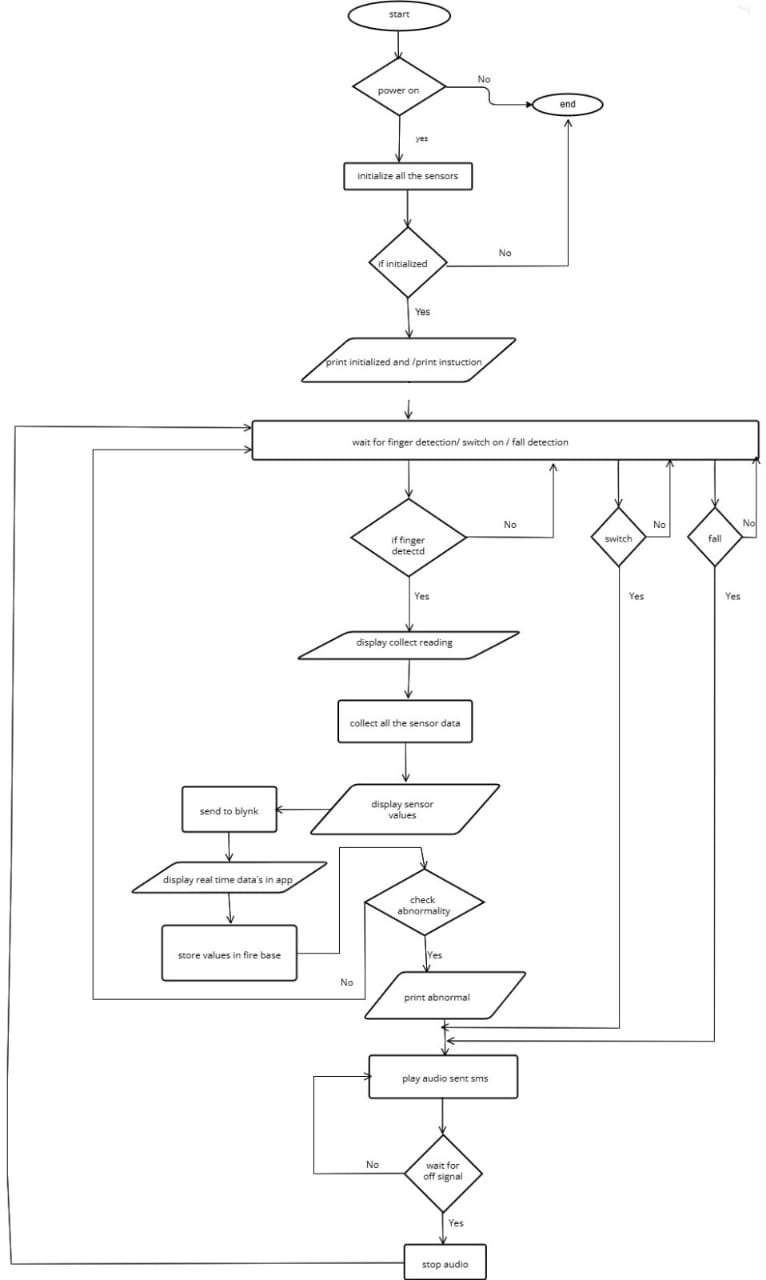 start
power on
No
end
yes
initialize all the sensors
if initialized
No
Yes
print initialized and /print instuction
wait for finger detection/ switch on / fall detection
if finger
detectd
No
switch
No
fall
No
Yes
Yes
Yes
display collect reading
collect all the sensor data
display sensor
values
send to blynk
display real time data's in app
check
abnormality
store values in fire base
Yes
No
print abnormal
play audio sent sms
wait for
off signal
No
Yes
stop audio